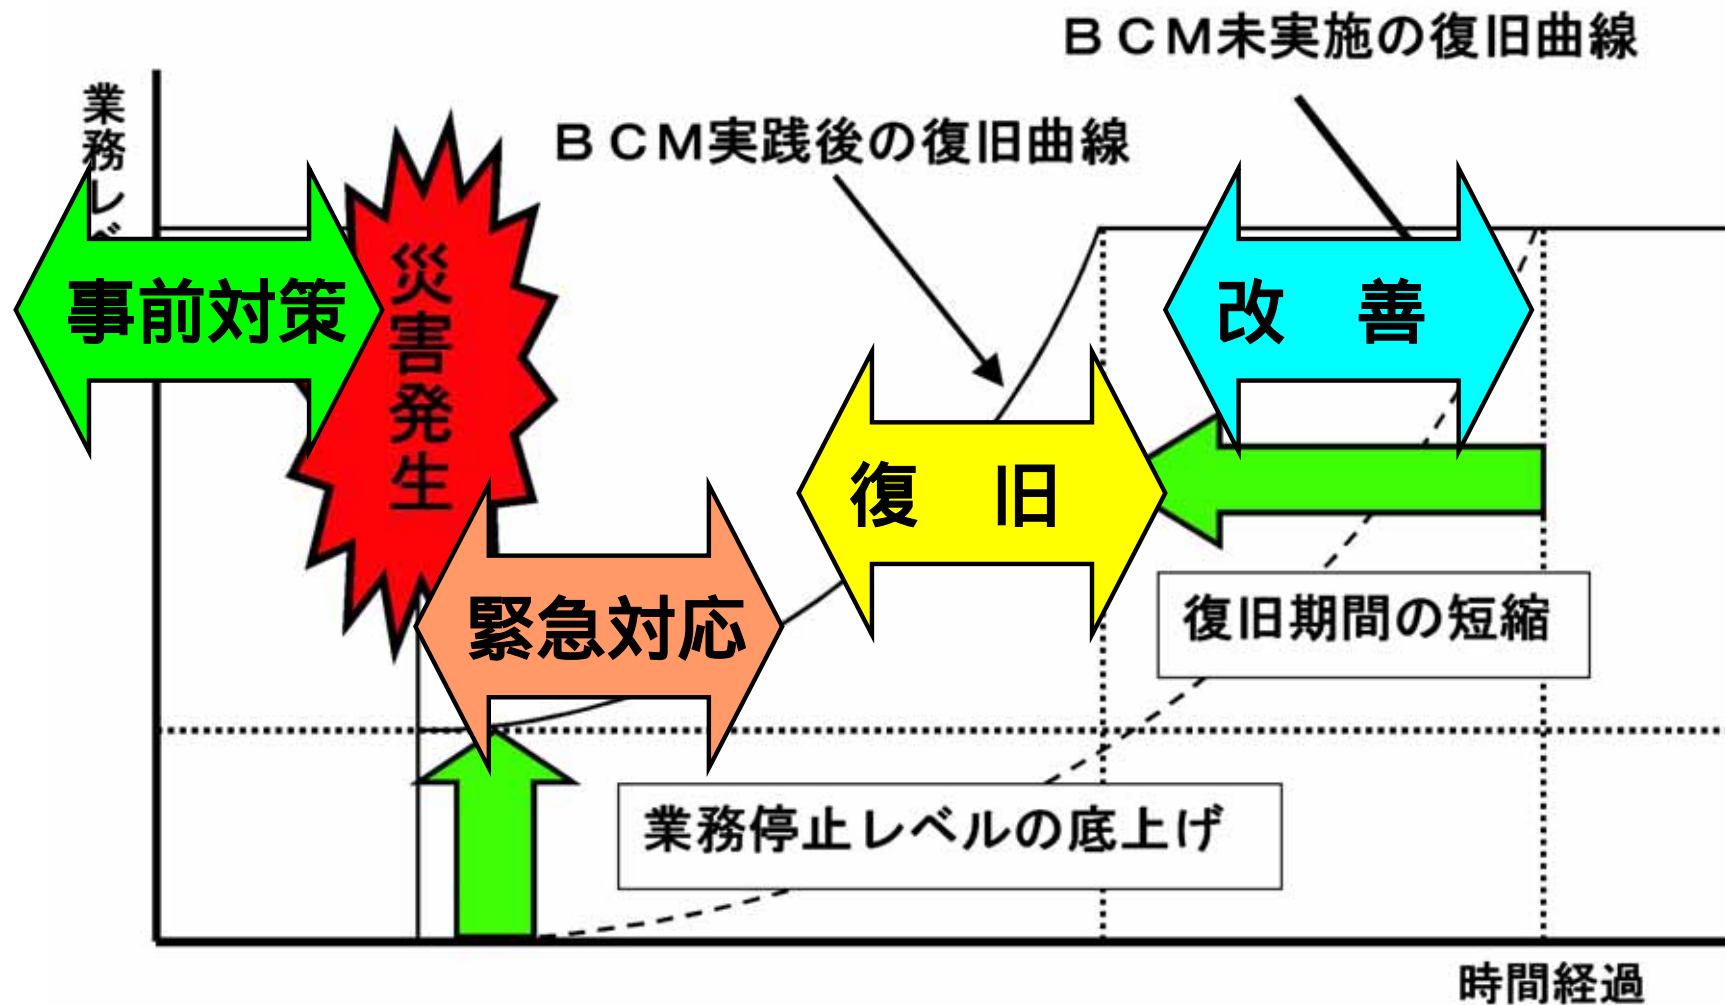 BCM未実施の復旧曲線
BCM実践後の復旧曲線
業務レベ
災害発生
事前対策
改 善
復 旧
緊急対応
復旧期間の短縮
業務停止レベルの底上げ
時間経過